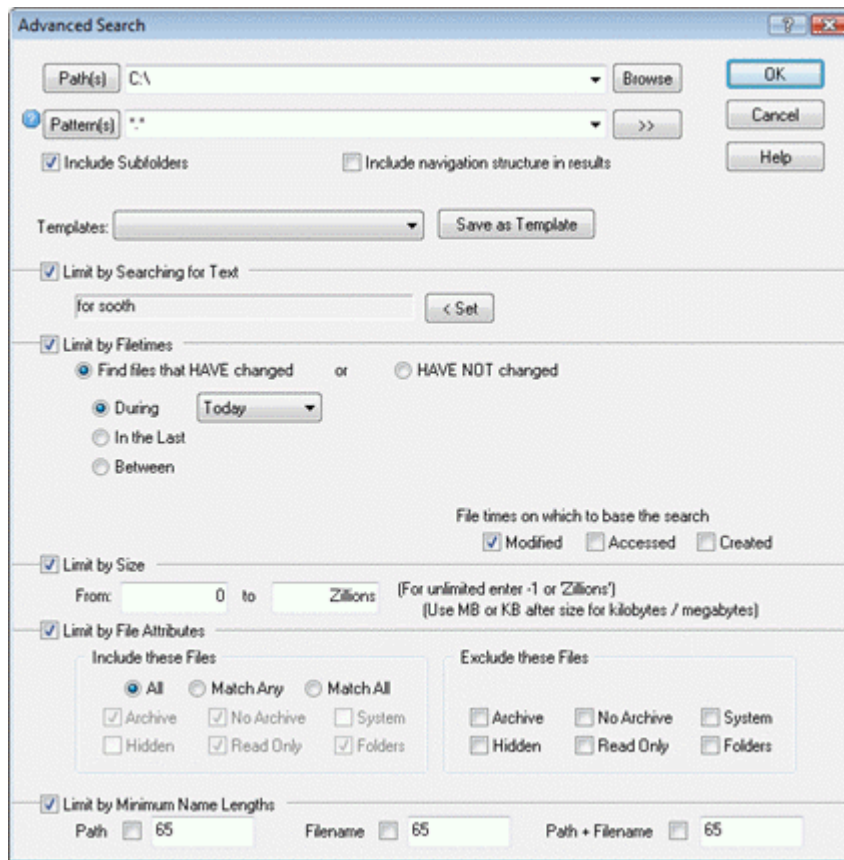 Advanced Search
Path(s) C:\ Browse OK
Pattern(s) *.* >> Cancel
Include Subfolders Include navigation structure in results Help
Templates: Save as Template
Limit by Searching for Text
for sooth < Set
Limit by Filetimes
Find files that HAVE changed or HAVE NOT changed
During Today
In the Last
Between
File times on which to base the search
Modified Accessed Created
Limit by Size
From: 0 to Zillions (For unlimited enter -1 or 'Zillions')
(Use MB or KB after size for kilobytes / megabytes)
Limit by File Attributes
Include these Files Exclude these Files
All Match Any Match All
Archive No Archive System Archive No Archive System
Hidden Read Only Folders Hidden Read Only Folders
Limit by Minimum Name Lengths
Path 65 Filename 65 Path + Filename 65